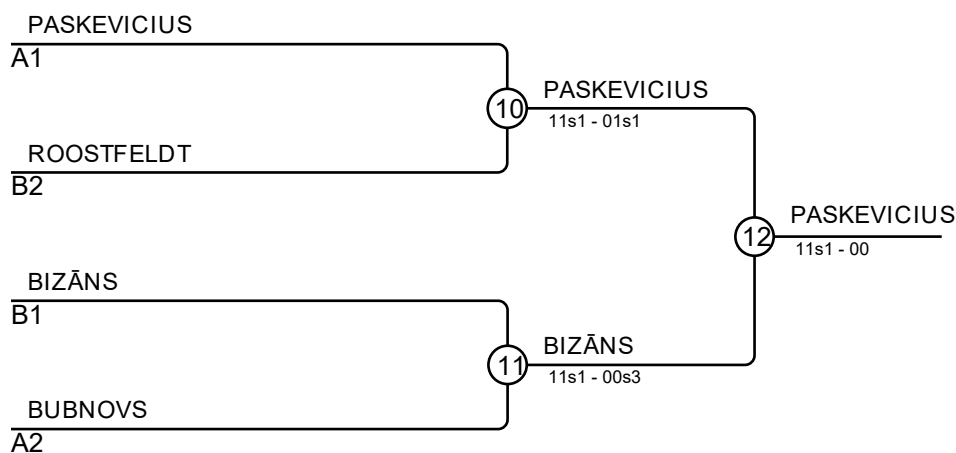 PASKEVICIUS
A1
10
PASKEVICIUS
11s1 - 01s1
ROOSTFELDT
B2
12
PASKEVICIUS
11s1 - 00
BIZĀNS
B1
11
BIZĀNS
11s1 - 00s3
BUBNOVS
A2